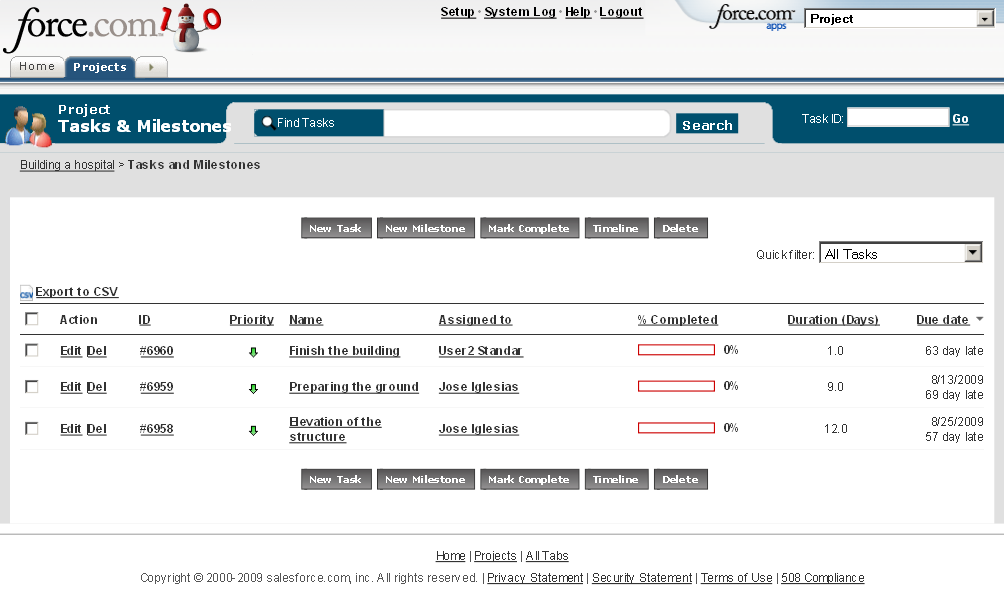 force.com 10
Setup · System Log · Help · Logout
force.com apps
Project
Home Projects
Project
Tasks & Milestones
Find Tasks
Search
Task ID: Go
Building a hospital > Tasks and Milestones
New Task New Milestone Mark Complete Timeline Delete
Quick filter: All Tasks
CSV Export to CSV
Action ID Priority Name Assigned to % Completed Duration (Days) Due date
Edit | Del #6960 Finish the building User2 Standar 0% 1.0 63 day late
Edit | Del #6959 Preparing the ground Jose Iglesias 0% 9.0 8/13/2009
69 day late
Edit | Del #6958 Elevation of the
structure Jose Iglesias 0% 12.0 8/25/2009
57 day late
New Task New Milestone Mark Complete Timeline Delete
Home | Projects | All Tabs
Copyright © 2000-2009 salesforce.com, inc. All rights reserved. | Privacy Statement | Security Statement | Terms of Use | 508 Compliance